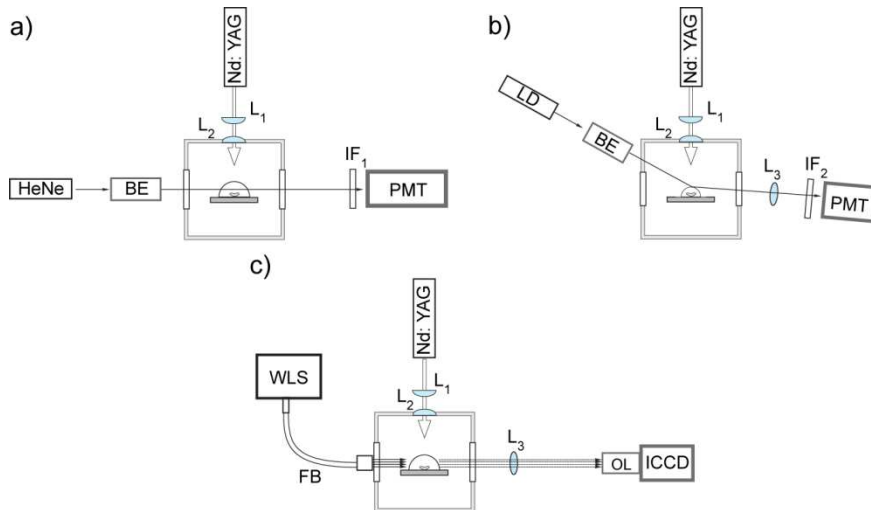 a)
Nd: YAG
L1
L2
HeNe
BE
IF1
PMT
b)
Nd: YAG
LD
BE
L1
L2
L3
IF2
PMT
c)
Nd: YAG
WLS
L1
L2
FB
L3
OL
ICCD